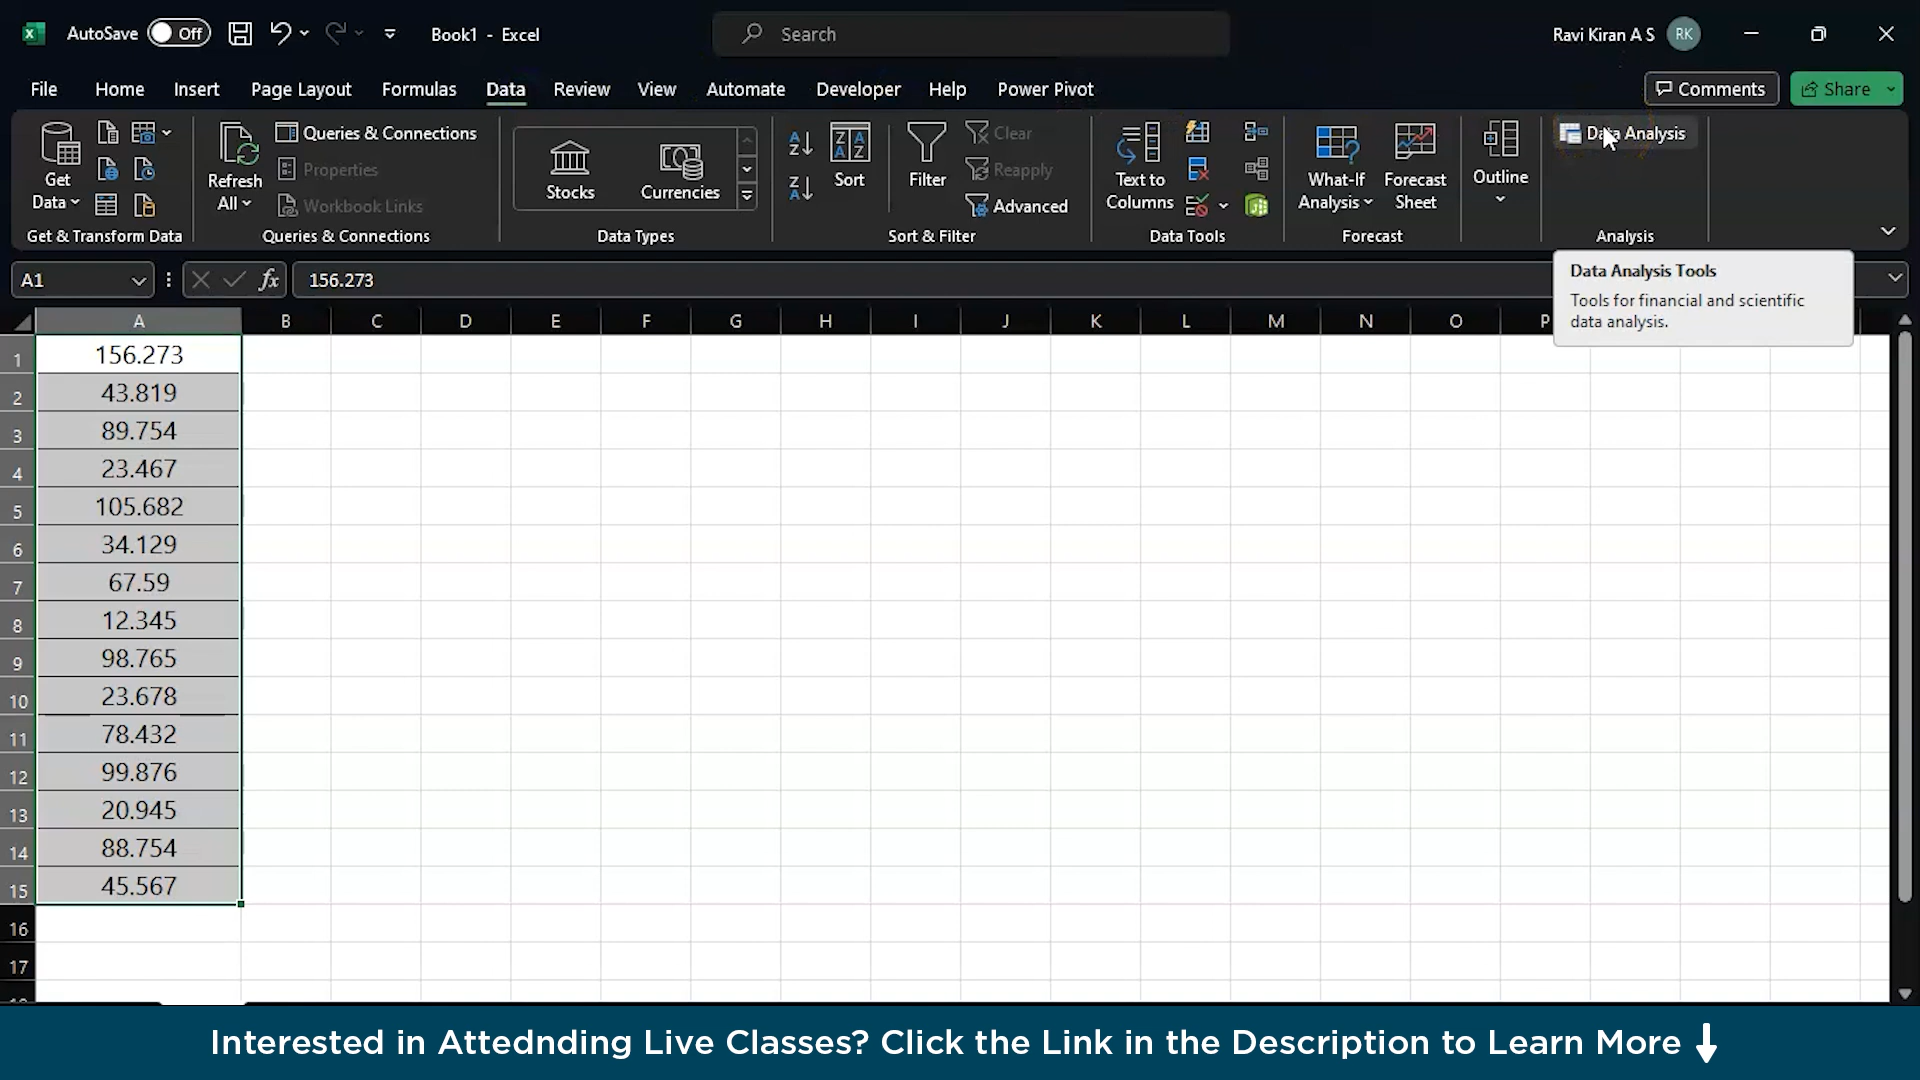 AutoSave Off Book1 - Excel Search Ravi Kiran A S RK
File Home Insert Page Layout Formulas Data Review View Automate Developer Help Power Pivot Comments Share
Get Data
Refresh All
Queries & Connections
Properties
Workbook Links
Stocks
Currencies
Sort
Filter
Clear
Reapply
Advanced
Text to Columns
What-If Analysis
Forecast Sheet
Outline
Data Analysis
Get & Transform Data Queries & Connections Data Types Sort & Filter Data Tools Forecast Analysis
A1 fx 156.273
Data Analysis Tools
Tools for financial and scientific
data analysis.
A B C D E F G H I J K L M N O P
1 156.273
2 43.819
3 89.754
4 23.467
5 105.682
6 34.129
7 67.59
8 12.345
9 98.765
10 23.678
11 78.432
12 99.876
13 20.945
14 88.754
15 45.567
16
17
Interested in Attednding Live Classes? Click the Link in the Description to Learn More